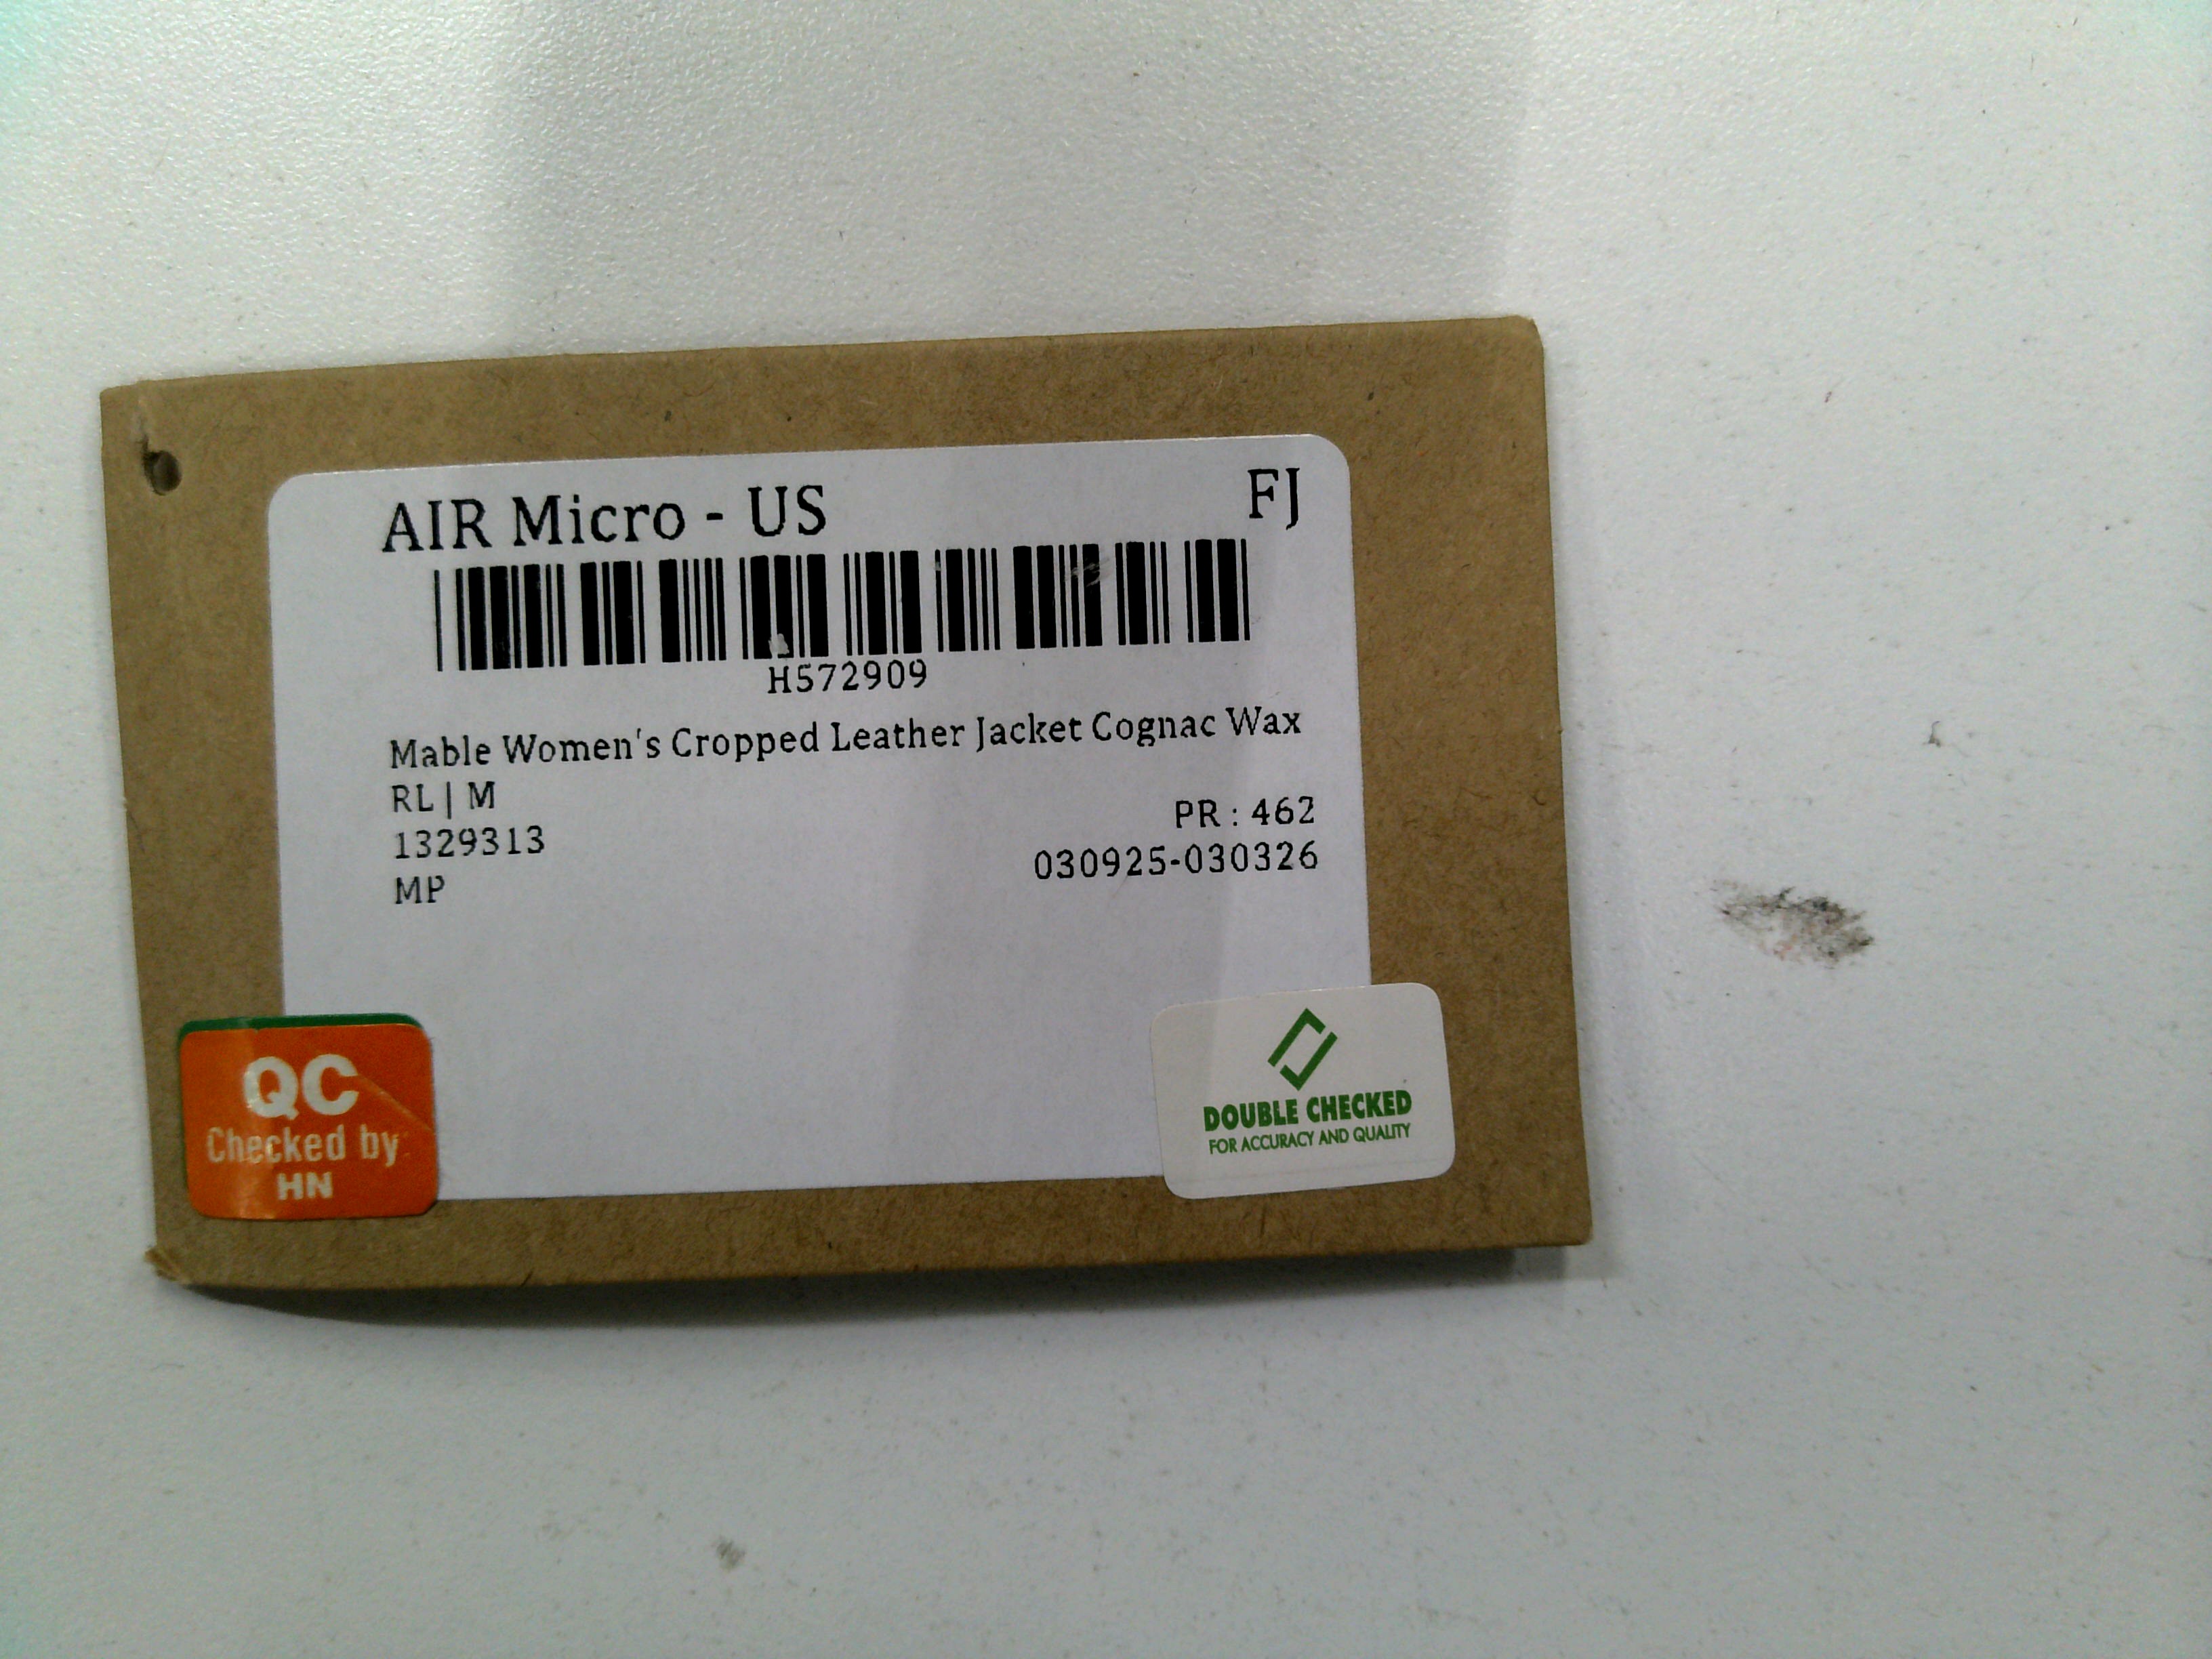 AIR Micro - US
FJ
H572909
Mable Women's Cropped Leather Jacket Cognac Wax
RL | M
1329313
PR : 462
MP
030925-030326
QC
Checked by
HN
DOUBLE CHECKED
FOR ACCURACY AND QUALITY